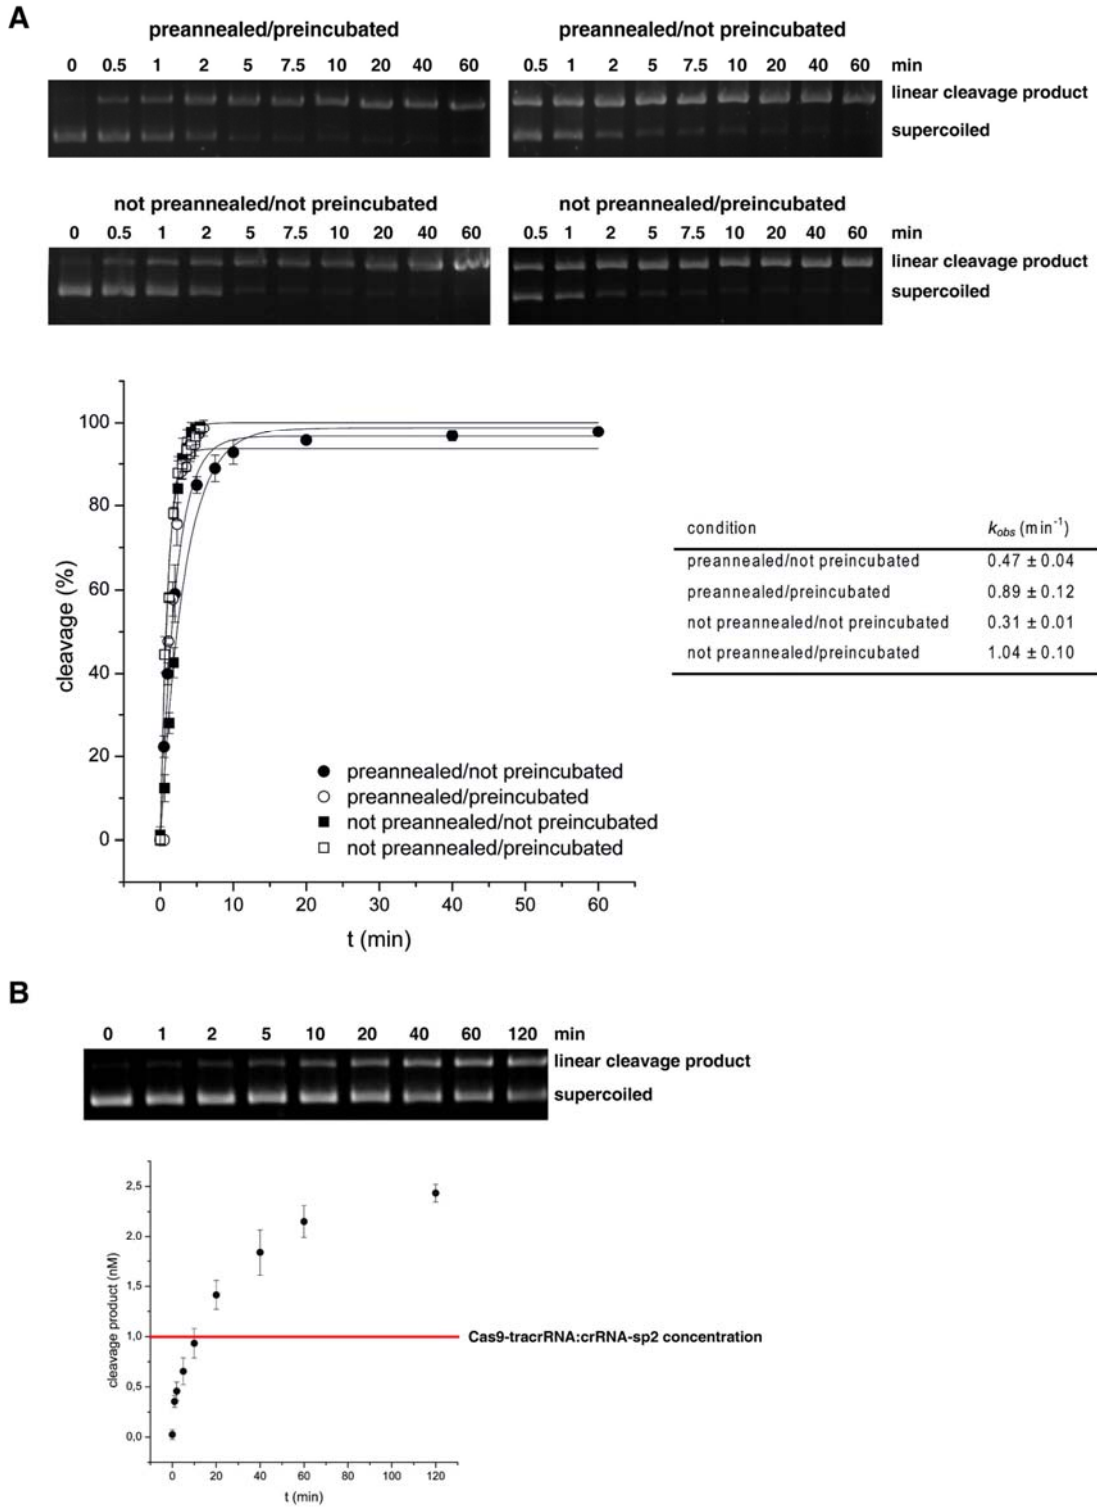 A
preannealed/preincubated
preannealed/not preincubated
0 0.5 1 2 5 7.5 10 20 40 60
0.5 1 2 5 7.5 10 20 40 60 min
linear cleavage product
supercoiled
not preannealed/not preincubated
not preannealed/preincubated
0 0.5 1 2 5 7.5 10 20 40 60
0.5 1 2 5 7.5 10 20 40 60 min
linear cleavage product
supercoiled
cleavage (%)
100
80
60
40
20
0
0 10 20 30 40 50 60
t (min)
preannealed/not preincubated
preannealed/preincubated
not preannealed/not preincubated
not preannealed/preincubated
condition kobs (min⁻¹)
preannealed/not preincubated 0.47 ± 0.04
preannealed/preincubated 0.89 ± 0.12
not preannealed/not preincubated 0.31 ± 0.01
not preannealed/preincubated 1.04 ± 0.10
B
0 1 2 5 10 20 40 60 120 min
linear cleavage product
supercoiled
cleavage product (nM)
2,5
2.0
1,5
1,0
0,5
0,0
Cas9-tracrRNA:crRNA-sp2 concentration
0 20 40 60 80 100 120
t (min)